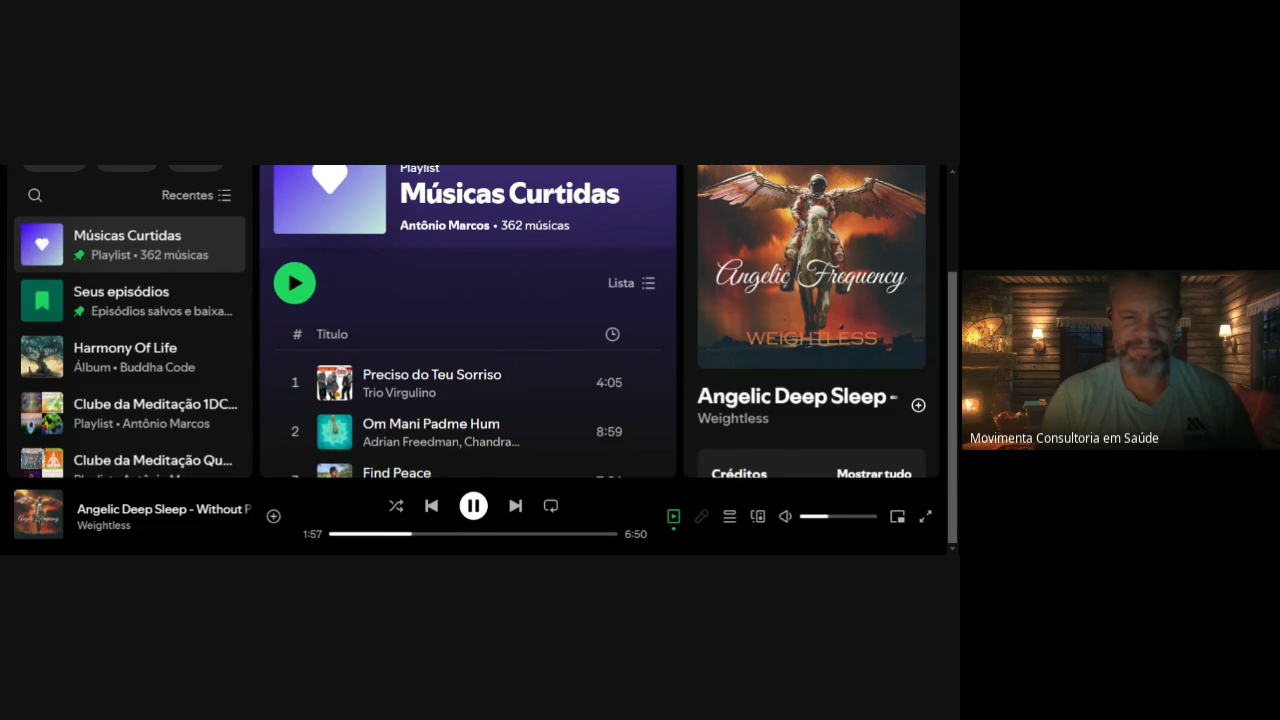 Recentes
Músicas Curtidas
Playlist • 362 músicas
Seus episódios
Episódios salvos e baixa...
Harmony Of Life
Álbum • Buddha Code
Clube da Meditação 1DC...
Playlist • Antônio Marcos
Clube da Meditação Qu...
Playlist
Músicas Curtidas
Antônio Marcos • 362 músicas
Lista
# Título
1 Preciso do Teu Sorriso 4:05
Trio Virgulino
2 Om Mani Padme Hum 8:59
Adrian Freedman, Chandra...
Find Peace
Angelic Frequency
WEIGHTLESS
Angelic Deep Sleep -
Weightless
Créditos Mostrar tudo
Angelic Deep Sleep - Without P
Weightless
1:57 6:50
Movimenta Consultoria em Saúde